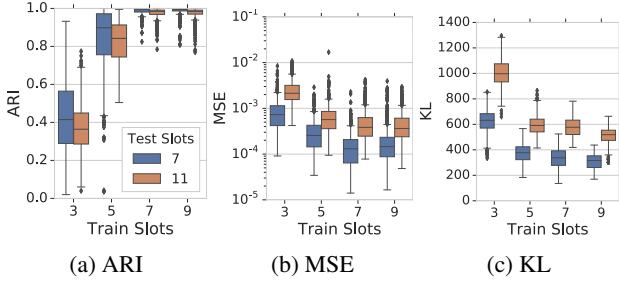 1.0
0.8
0.6
0.4
0.2
0.0
ARI
Test Slots
7
11
3 5 7 9
Train Slots
(a) ARI
10⁻¹
10⁻²
10⁻³
10⁻⁴
10⁻⁵
MSE
3 5 7 9
Train Slots
(b) MSE
1400
1200
1000
800
600
400
200
0
KL
3 5 7 9
Train Slots
(c) KL